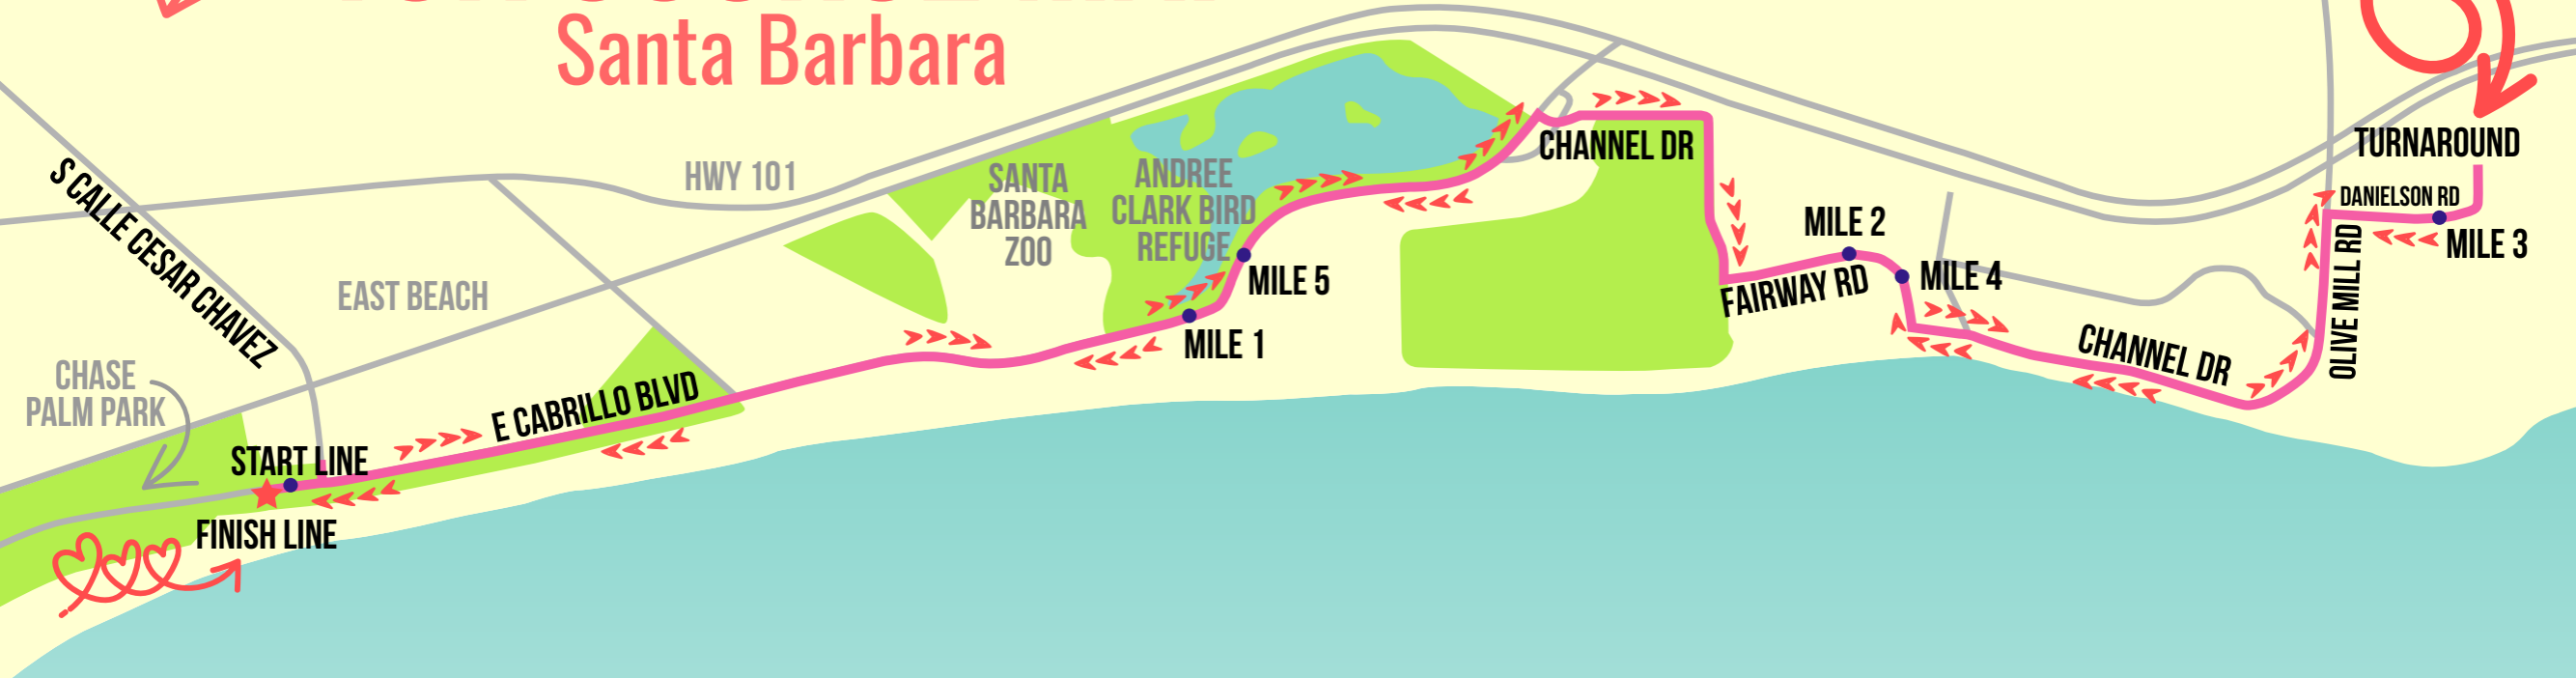 Santa Barbara
S CALLE CESAR CHAVEZ
HWY 101
EAST BEACH
CHASE
PALM PARK
START LINE
FINISH LINE
E CABRILLO BLVD
SANTA
BARBARA
ZOO
ANDREE
CLARK BIRD
REFUGE
MILE 5
MILE 1
CHANNEL DR
MILE 2
FAIRWAY RD
MILE 4
CHANNEL DR
OLIVE MILL RD
TURNAROUND
DANIELSON RD
MILE 3